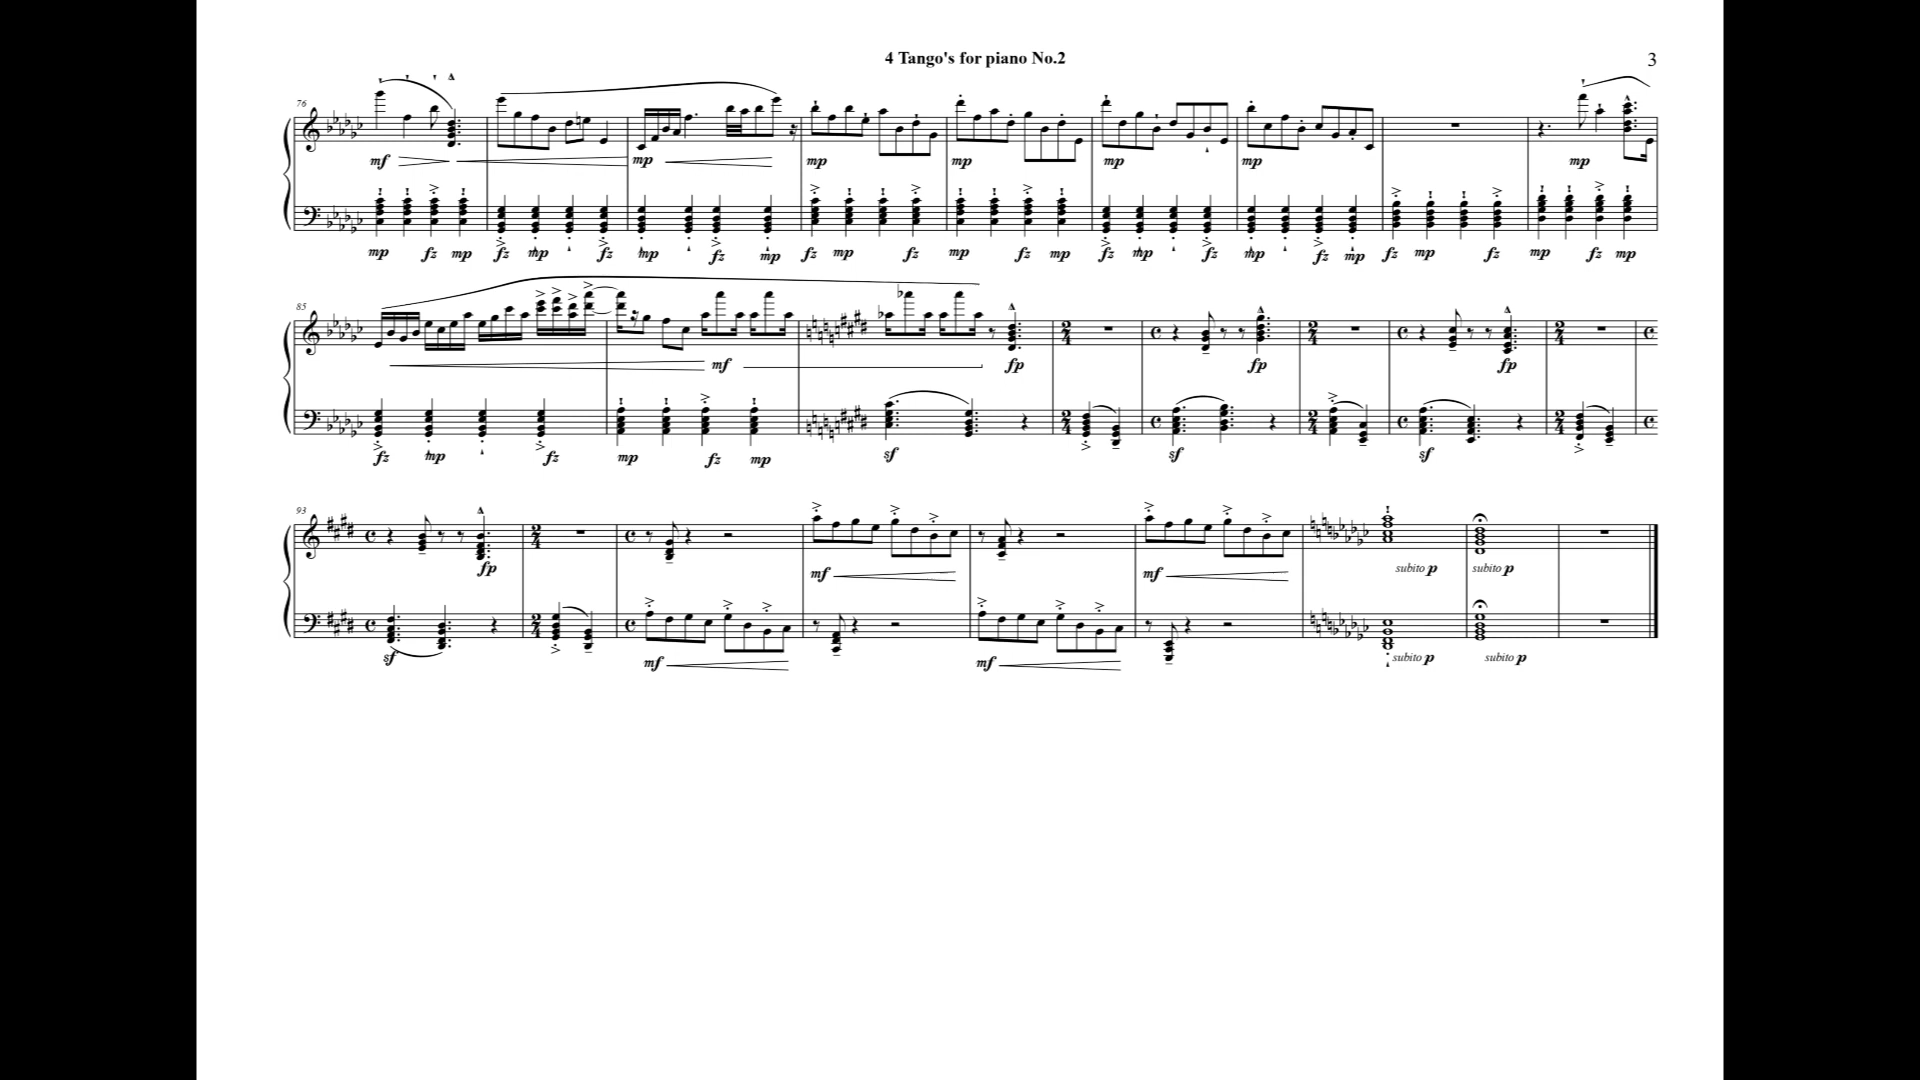 4 Tango's for piano No.2
3
76
mf mp mp mp mp mp mp
mp fz mp fz mp fz mp fz mp fz mp fz mp fz mp fz mp fz mp fz mp fz mp fz mp fz mp
85
mf fp fp fp
fz mp fz mp fz mp sf sf sf
93
fp mf mf subito p subito p
sf mf mf subito p subito p